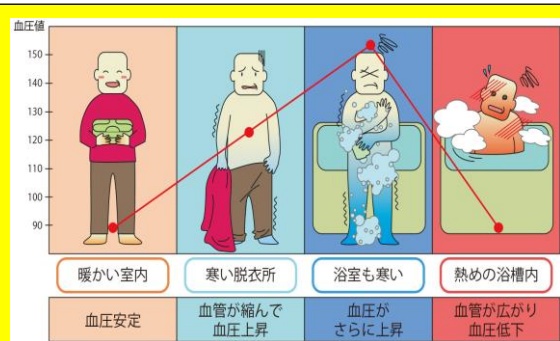 血圧値
150
140
130
120
110
100
90
暖かい室内
寒い脱衣所
浴室も寒い
熱めの浴槽内
血圧安定
血管が縮んで
血圧上昇
血圧が
さらに上昇
血管が広がり
血圧低下